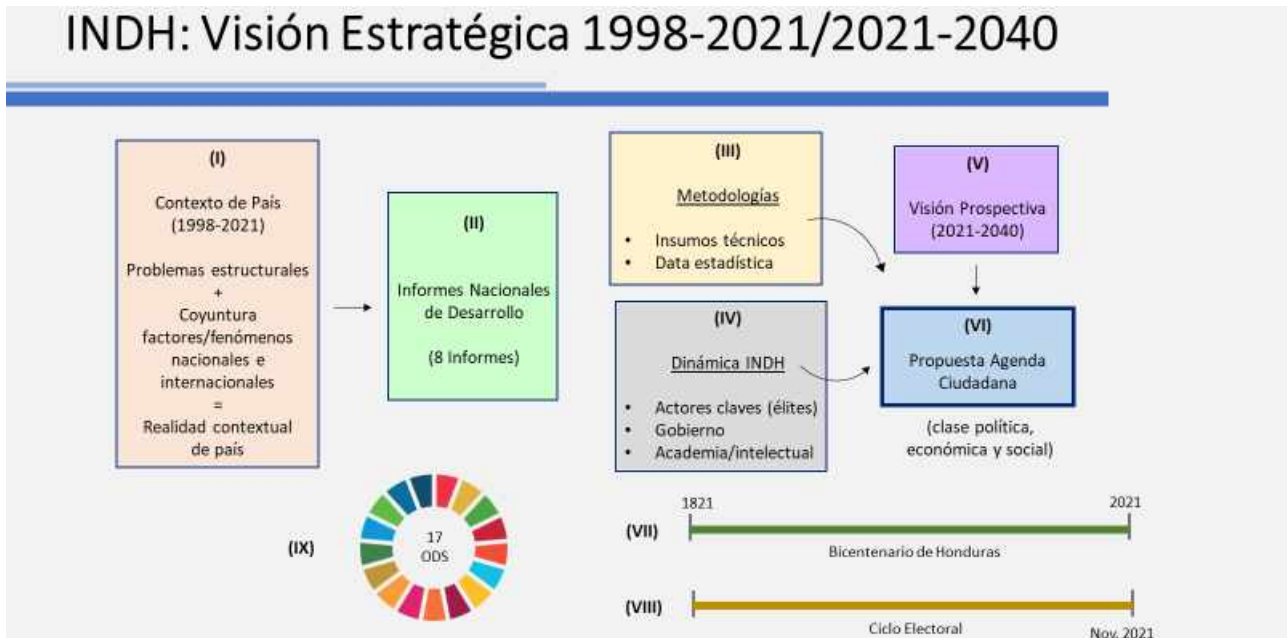 INDH: Visión Estratégica 1998-2021/2021-2040
(I)
Contexto de País
(1998-2021)
Problemas estructurales
+
Coyuntura
factores/fenómenos
nacionales e
internacionales
=
Realidad contextual
de país
(II)
Informes Nacionales
de Desarrollo
(8 Informes)
(III)
Metodologías
• Insumos técnicos
• Data estadística
(IV)
Dinámica INDH
• Actores claves (élites)
• Gobierno
• Academia/intelectual
(V)
Visión Prospectiva
(2021-2040)
(VI)
Propuesta Agenda
Ciudadana
(clase política,
económica y social)
(IX)
17
ODS
(VII)
1821
2021
Bicentenario de Honduras
(VIII)
Ciclo Electoral
Nov. 2021